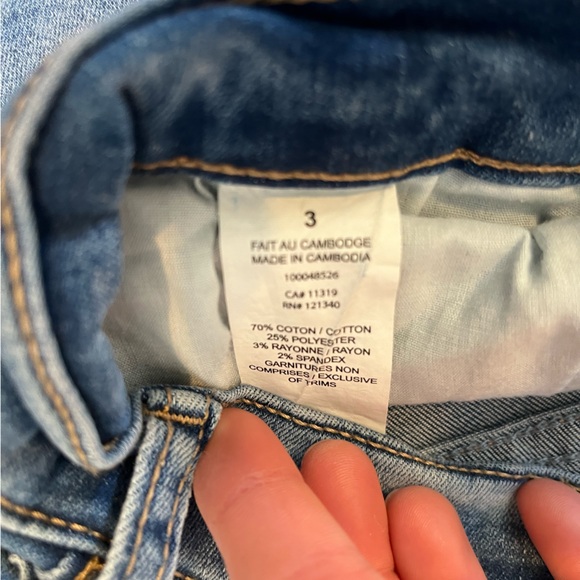 3
FAIT AU CAMBODGE
MADE IN CAMBODIA
100048526
CA# 11319
RN# 121340
70% COTON / COTTON
25% POLYESTER
3% RAYONNE / RAYON
2% SPANDEX
GARNITURES NON
COMPRISES / EXCLUSIVE
OF TRIMS